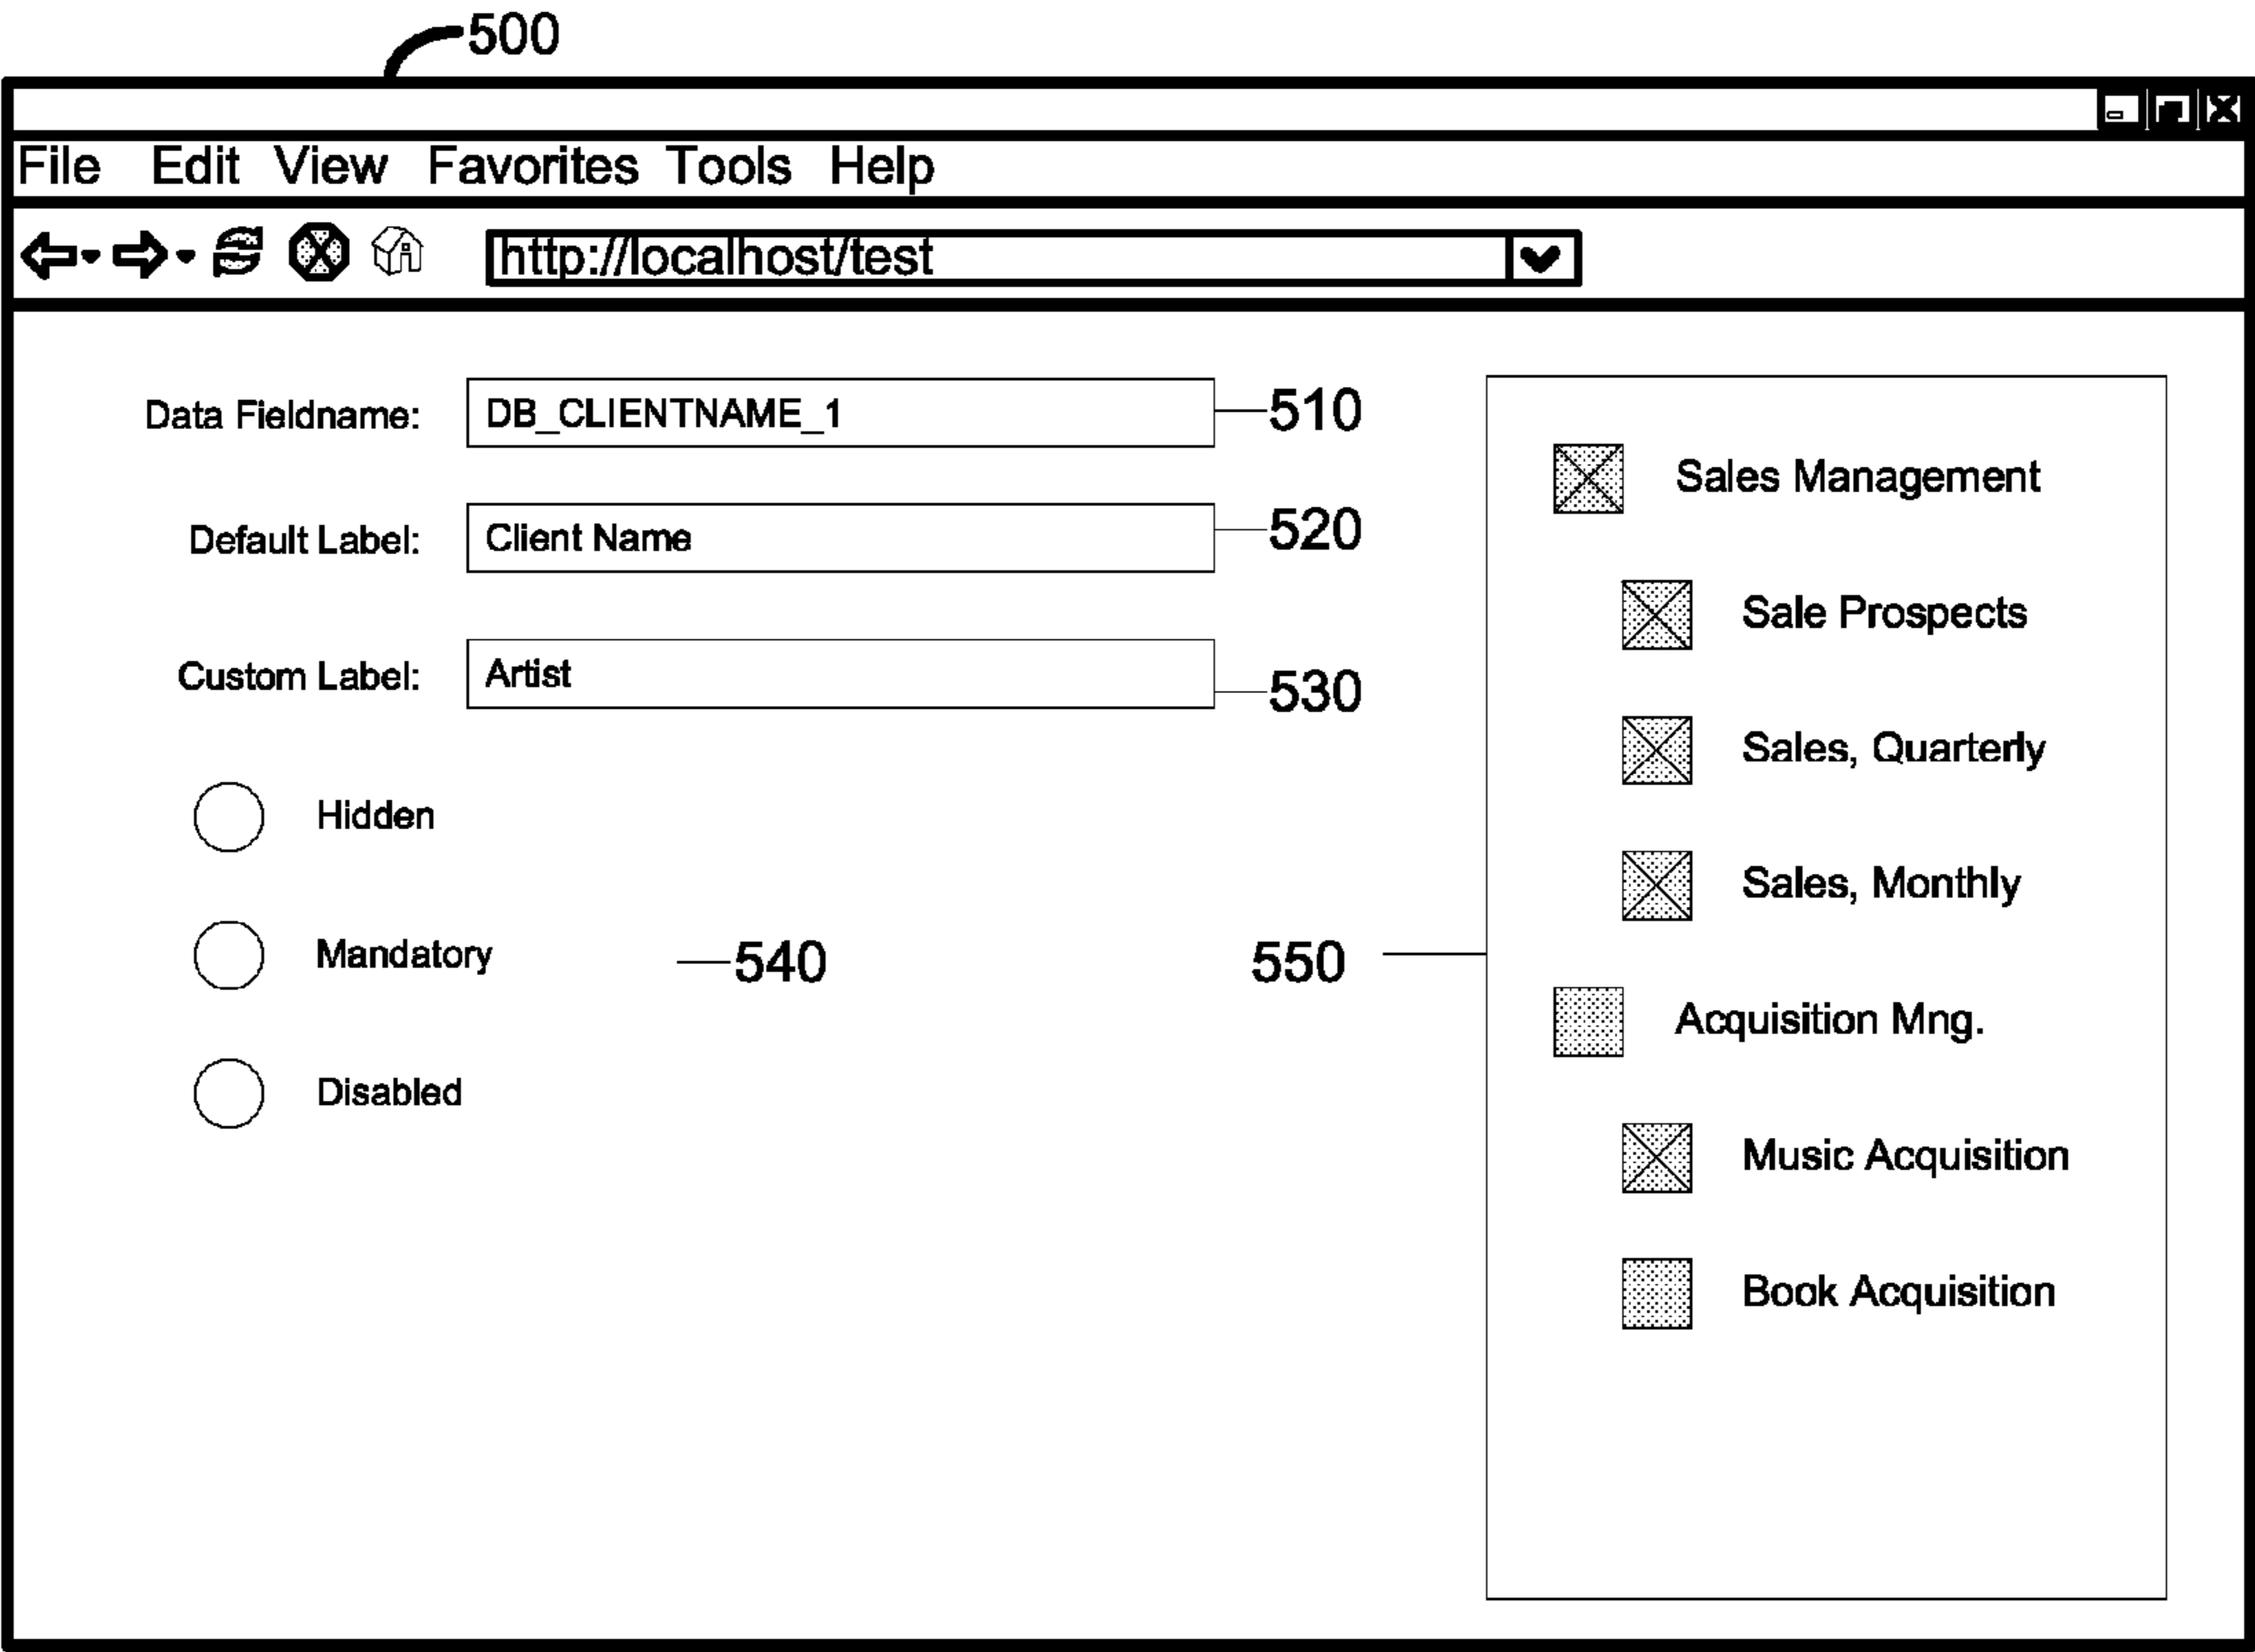 500
File Edit View Favorites Tools Help
http://localhost/test
Data Fieldname: DB_CLIENTNAME_1 510
Default Label: Client Name 520
Custom Label: Artist 530
Hidden
Mandatory 540
Disabled
550
Sales Management
Sale Prospects
Sales, Quarterly
Sales, Monthly
Acquisition Mng.
Music Acquisition
Book Acquisition